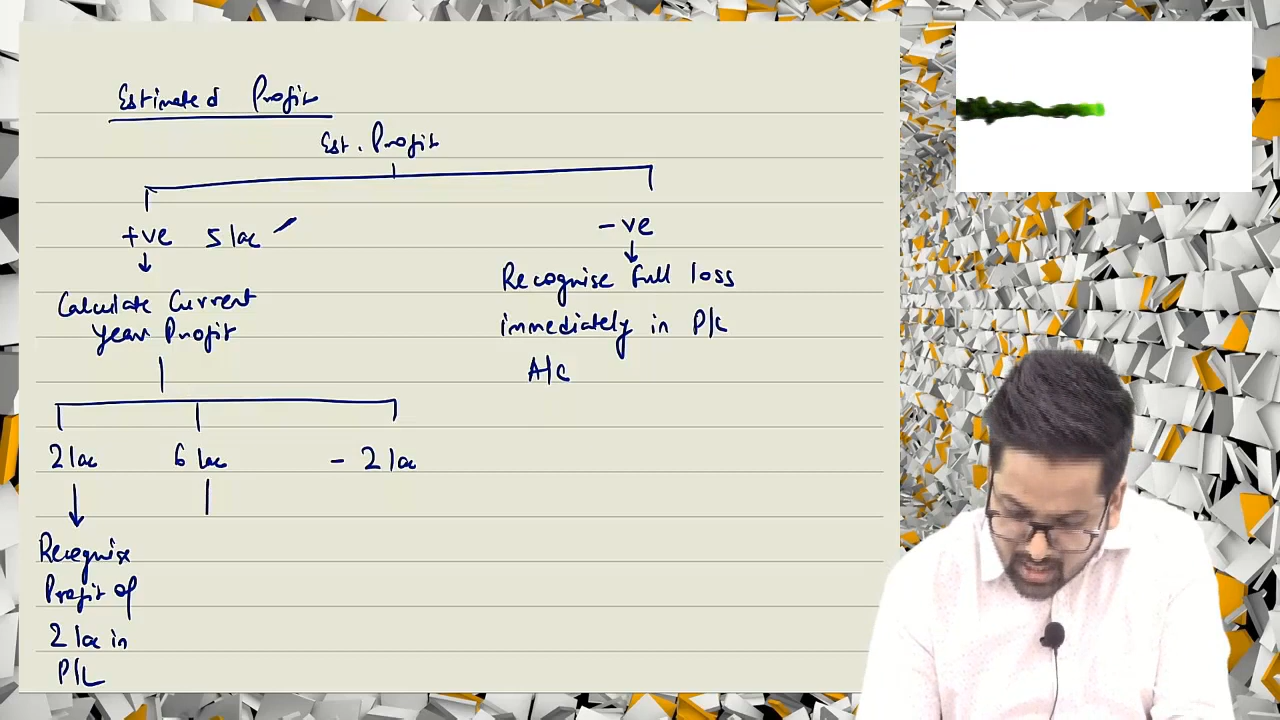 Estimated Profit
Est. Profit
+ve 5 lac
-ve
Calculate Current
year Profit
Recognise full loss
immediately in P/L
A/C
2 lac
6 lac
- 2 lac
Recognise
Profit of
2 lac in
P/L